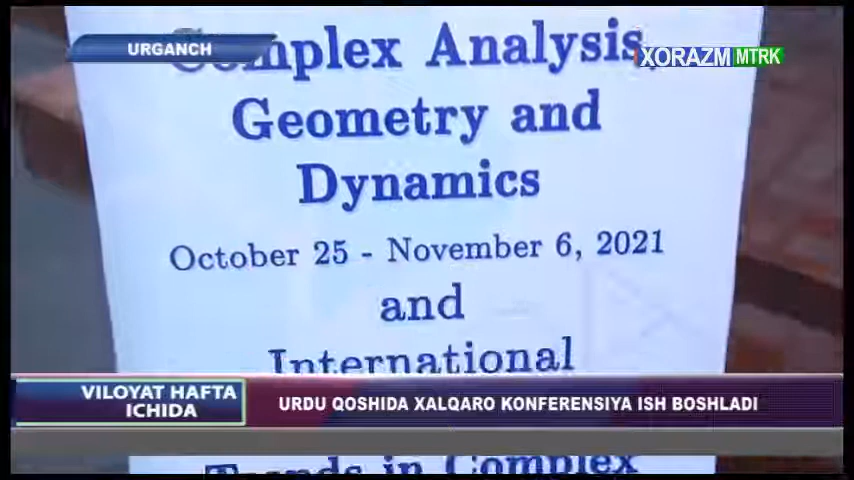 URGANCH
XORAZM MTRK
Complex Analysis,
Geometry and
Dynamics
October 25 - November 6, 2021
and
International
VILOYAT HAFTA
ICHIDA
URDU QOSHIDA XALQARO KONFERENSIYA ISH BOSHLADI
Trends in Complex